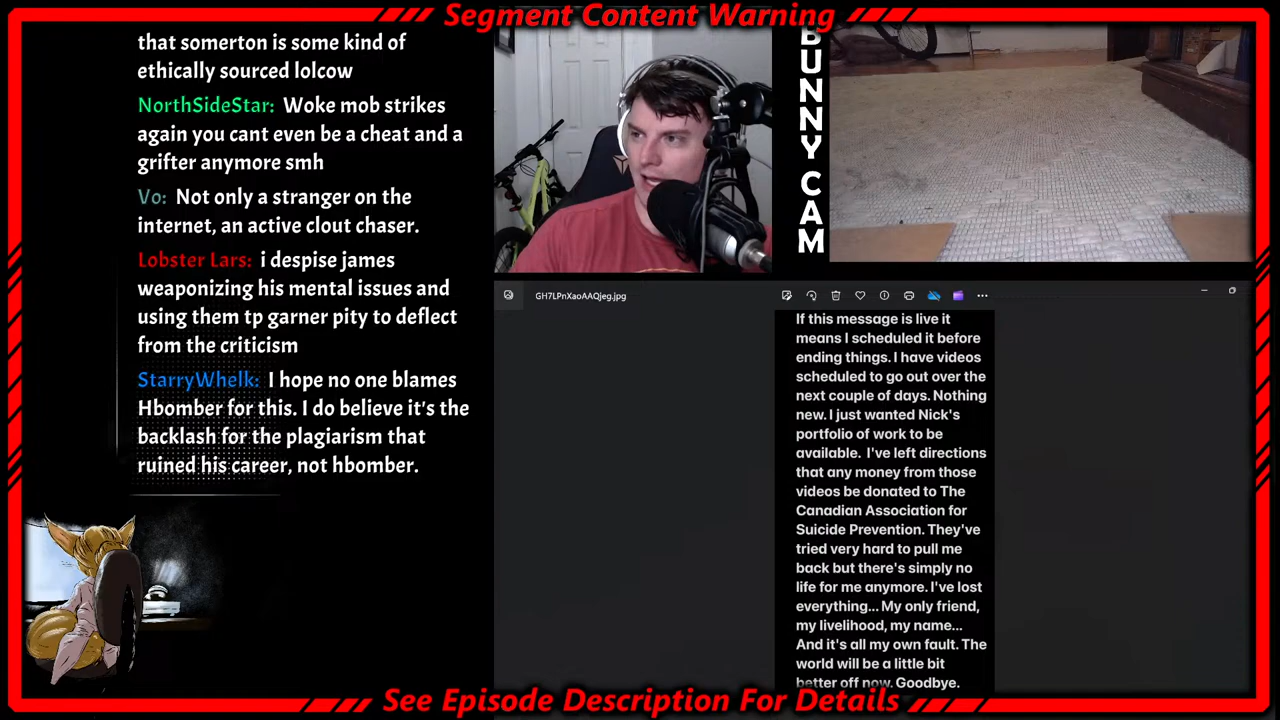 Segment Content Warning
that somerton is some kind of
ethically sourced lolcow
NorthSideStar: Woke mob strikes
again you cant even be a cheat and a
grifter anymore smh
Vo: Not only a stranger on the
internet, an active clout chaser.
Lobster Lars: i despise james
weaponizing his mental issues and
using them tp garner pity to deflect
from the criticism
StarryWhelk: I hope no one blames
Hbomber for this. I do believe it's the
backlash for the plagiarism that
ruined his career, not hbomber.
BUNNY CAM
GH7LPnXaoAAQjeg.jpg
If this message is live it
means I scheduled it before
ending things. I have videos
scheduled to go out over the
next couple of days. Nothing
new. I just wanted Nick's
portfolio of work to be
available. I've left directions
that any money from those
videos be donated to The
Canadian Association for
Suicide Prevention. They've
tried very hard to pull me
back but there's simply no
life for me anymore. I've lost
everything... My only friend,
my livelihood, my name...
And it's all my own fault. The
world will be a little bit
better off now. Goodbye.
See Episode Description For Details